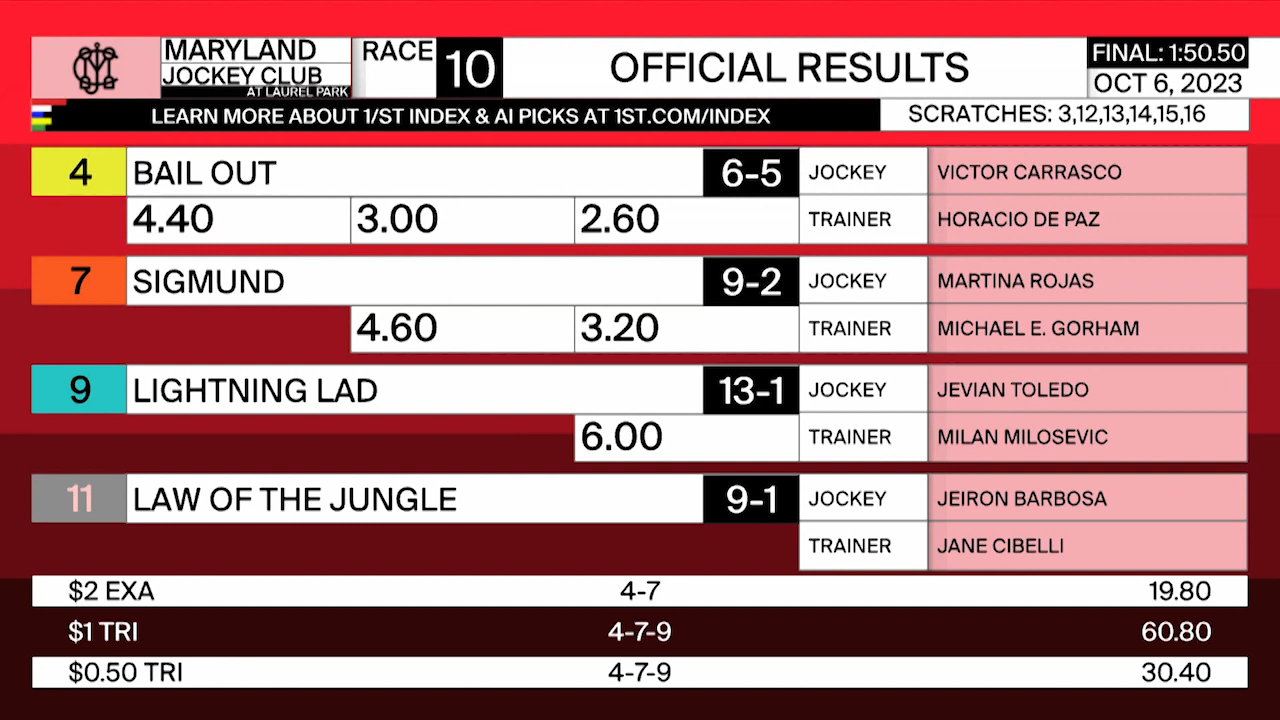 MARYLAND
JOCKEY CLUB
AT LAUREL PARK
RACE 10
OFFICIAL RESULTS
FINAL: 1:50.50
OCT 6, 2023
LEARN MORE ABOUT 1/ST INDEX & AI PICKS AT 1ST.COM/INDEX
SCRATCHES: 3,12,13,14,15,16
4 BAIL OUT 6-5 JOCKEY VICTOR CARRASCO
4.40 3.00 2.60 TRAINER HORACIO DE PAZ
7 SIGMUND 9-2 JOCKEY MARTINA ROJAS
4.60 3.20 TRAINER MICHAEL E. GORHAM
9 LIGHTNING LAD 13-1 JOCKEY JEVIAN TOLEDO
6.00 TRAINER MILAN MILOSEVIC
11 LAW OF THE JUNGLE 9-1 JOCKEY JEIRON BARBOSA
TRAINER JANE CIBELLI
$2 EXA 4-7 19.80
$1 TRI 4-7-9 60.80
$0.50 TRI 4-7-9 30.40